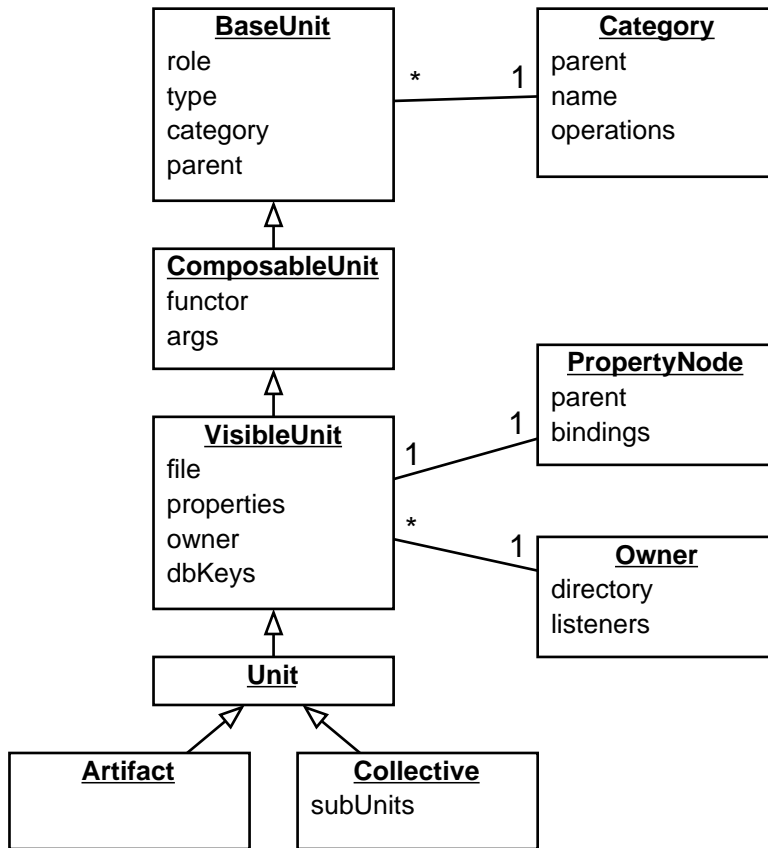 BaseUnit
role
type
category
parent
* 1
Category
parent
name
operations
ComposableUnit
functor
args
VisibleUnit
file
properties
owner
dbKeys
1 1
PropertyNode
parent
bindings
* 1
Owner
directory
listeners
Unit
Artifact
Collective
subUnits